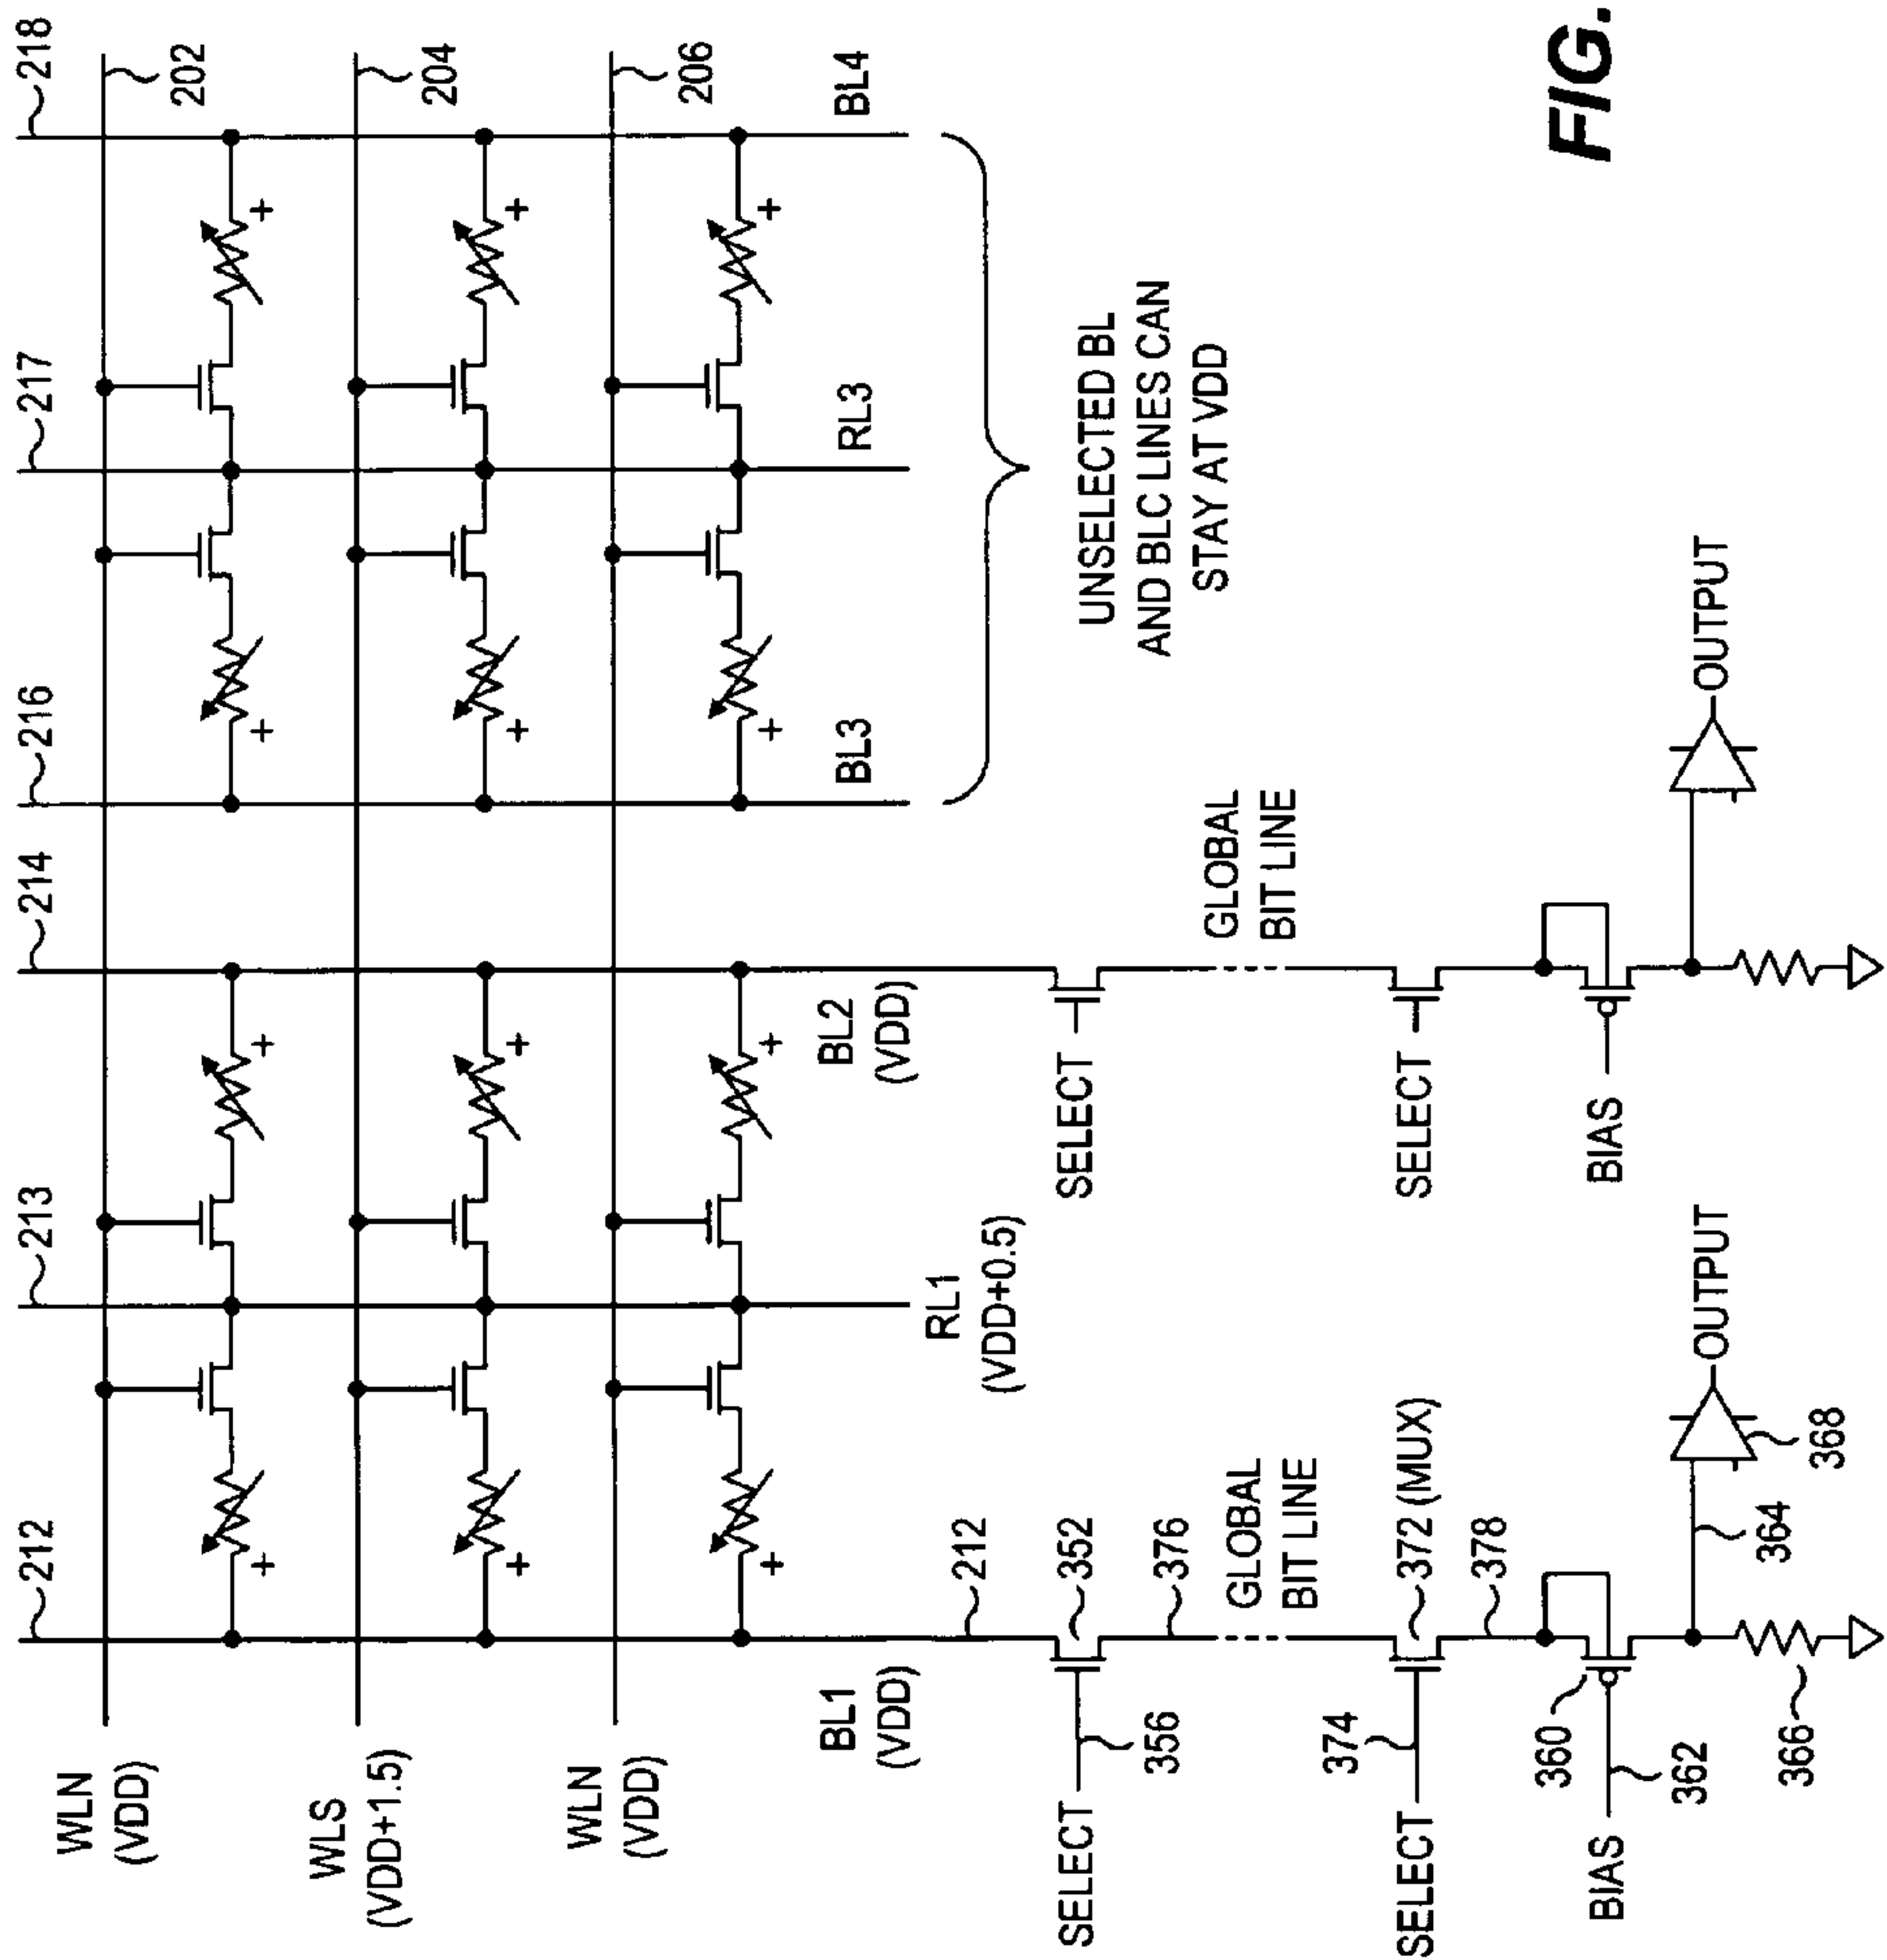 212
213
214
216
217
218
WLN
(VDD)
202
WLS
(VDD+1.5)
204
WLN
(VDD)
206
+
+
+
+
+
+
+
+
+
+
+
+
BL1
(VDD)
RL1
(VDD+0.5)
BL2
(VDD)
BL3
RL3
BL4
UNSELECTED BL
AND BLC LINES CAN
STAY AT VDD
212
SELECT
356
352
376
SELECT
GLOBAL
BIT LINE
GLOBAL
BIT LINE
SELECT
374
372 (MUX)
378
SELECT
BIAS
362
360
364
366
368
OUTPUT
BIAS
OUTPUT
FIG.